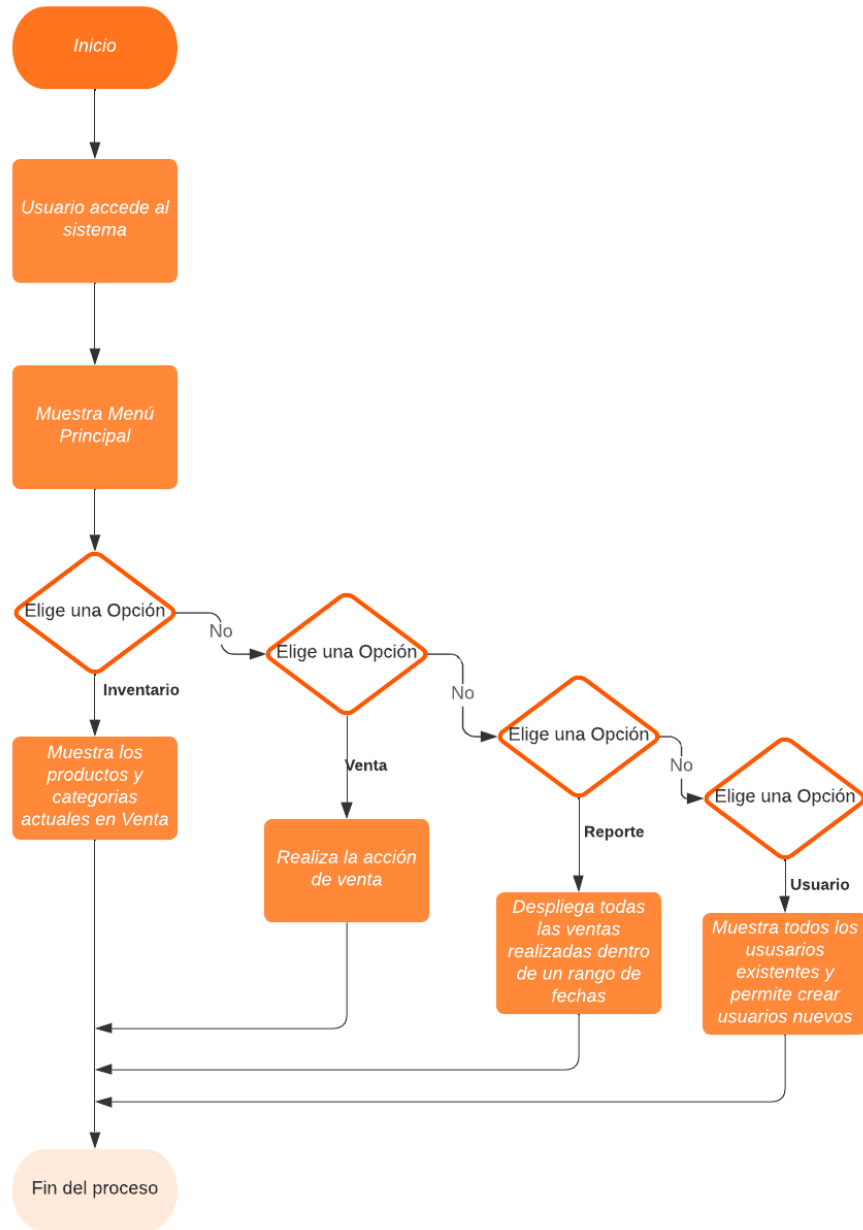 Inicio
Usuario accede al
sistema
Muestra Menú
Principal
Elige una Opción
No
Elige una Opción
No
Elige una Opción
No
Elige una Opción
Inventario
Muestra los
productos y
categorias
actuales en Venta
Venta
Realiza la acción
de venta
Reporte
Despliega todas
las ventas
realizadas dentro
de un rango de
fechas
Usuario
Muestra todos los
ususarios
existentes y
permite crear
usuarios nuevos
Fin del proceso